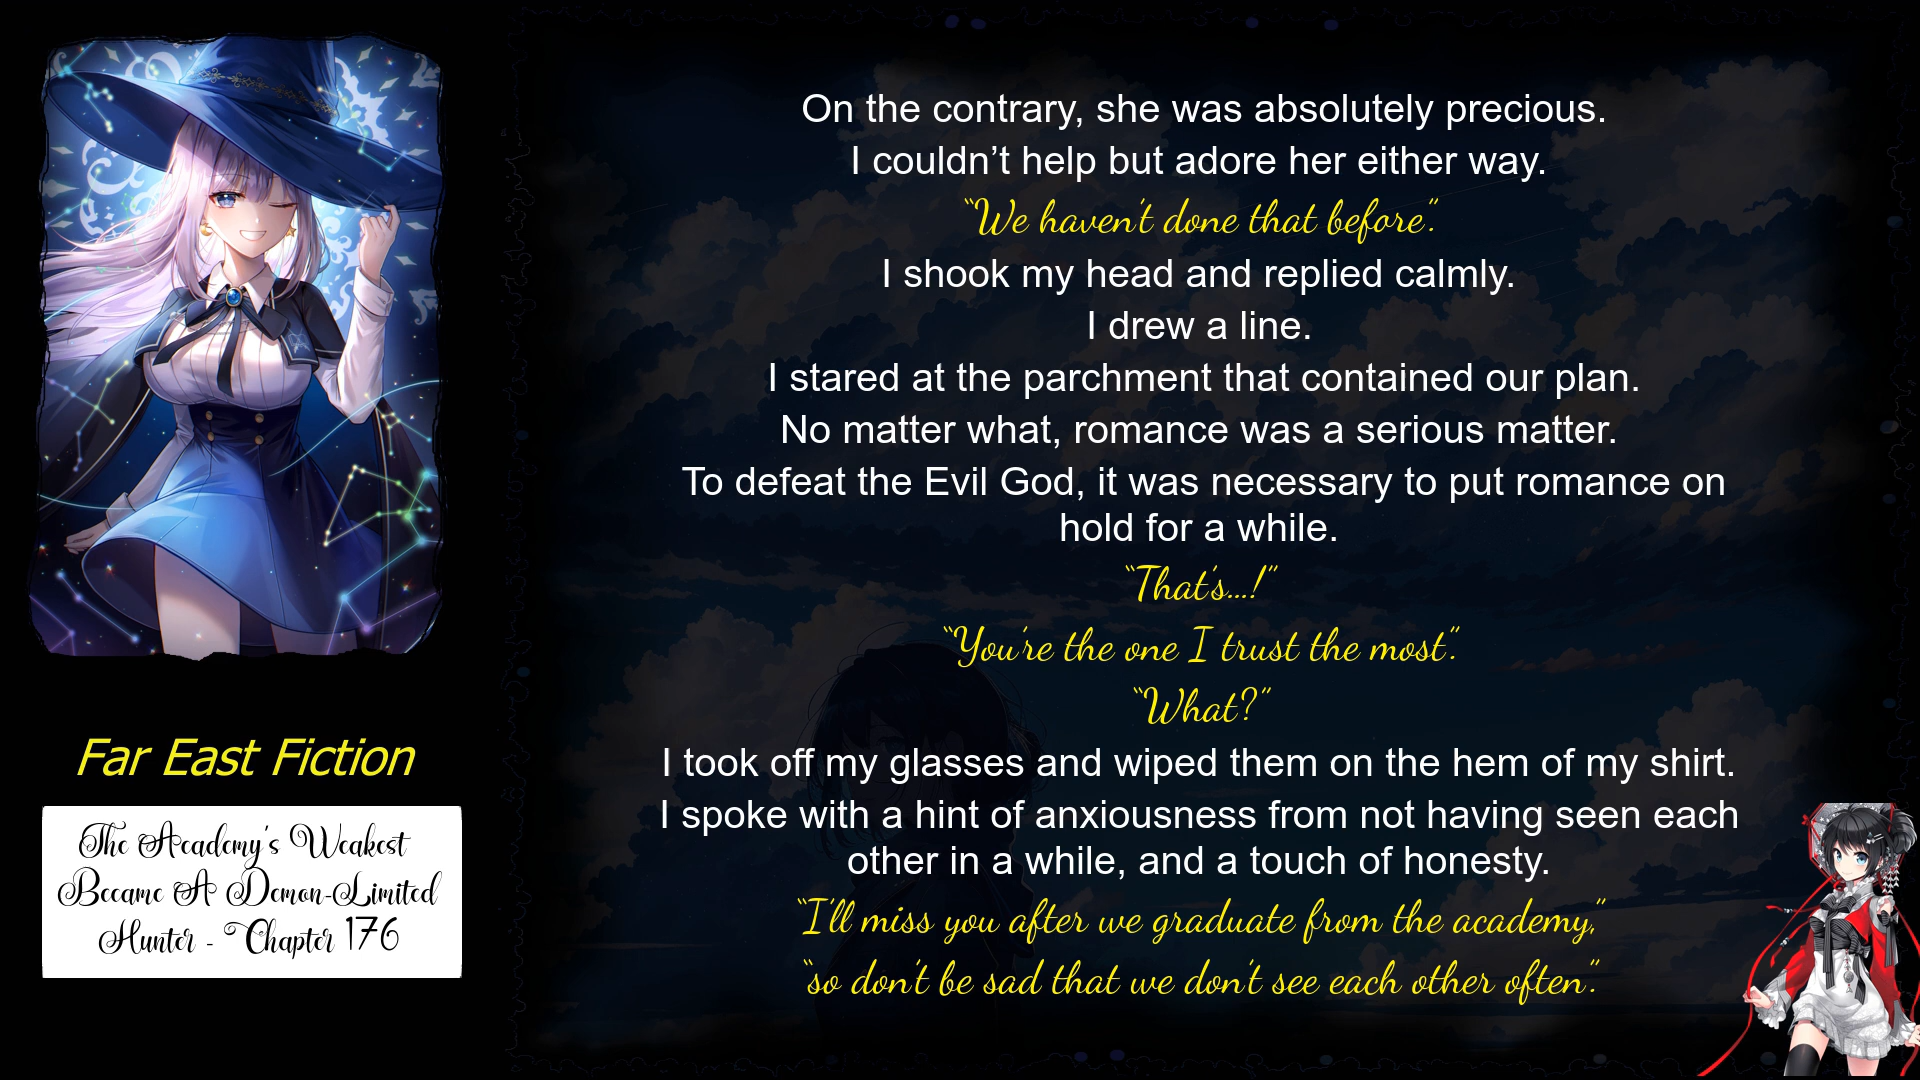 On the contrary, she was absolutely precious.
I couldn’t help but adore her either way.
“We haven’t done that before”.
I shook my head and replied calmly.
I drew a line.
I stared at the parchment that contained our plan.
No matter what, romance was a serious matter.
To defeat the Evil God, it was necessary to put romance on
hold for a while.
“That’s...!”
“You’re the one I trust the most”.
“What?”
I took off my glasses and wiped them on the hem of my shirt.
I spoke with a hint of anxiousness from not having seen each
other in a while, and a touch of honesty.
“I’ll miss you after we graduate from the academy,”
“so don’t be sad that we don’t see each other often”.
Far East Fiction
The Academy's Weakest
Became A Demon-Limited
Hunter - Chapter 176